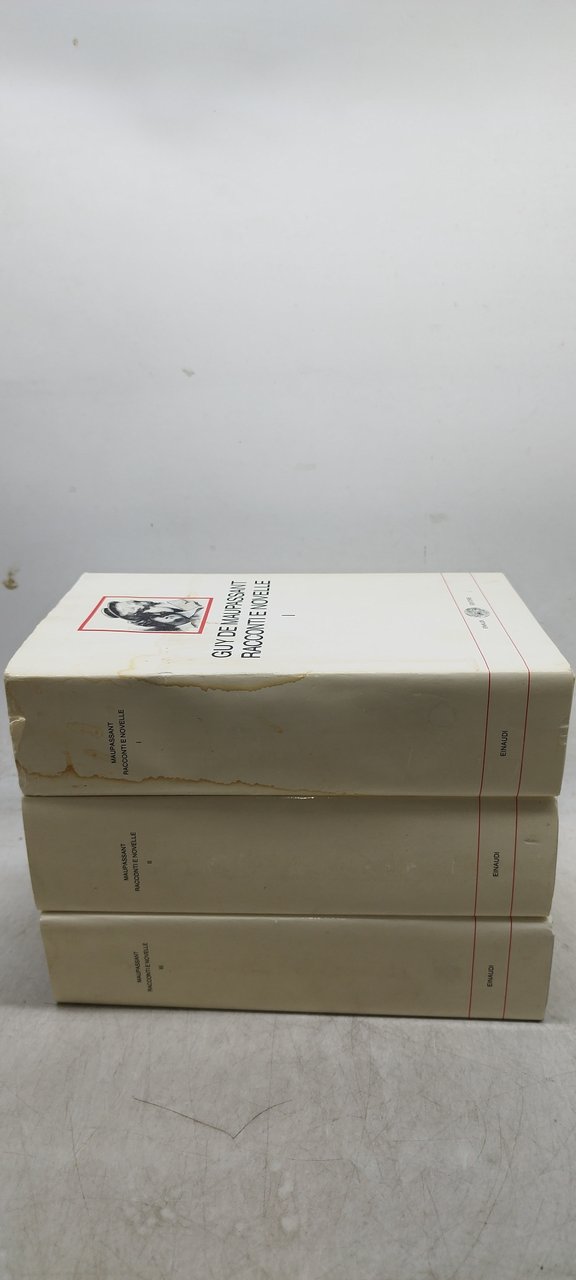 GUY DE MAUPASSANT
RACCONTI E NOVELLE
I
MAUPASSANT
RACCONTI E NOVELLE
I
EINAUDI
MAUPASSANT
RACCONTI E NOVELLE
II
EINAUDI
MAUPASSANT
RACCONTI E NOVELLE
III
EINAUDI